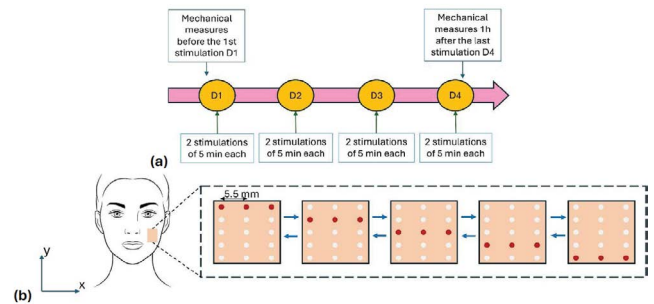 Mechanical
measures
before the 1st
stimulation D1
Mechanical
measures 1h
after the last
stimulation D4
D1
D2
D3
D4
2 stimulations
of 5 min each
2 stimulations
of 5 min each
2 stimulations
of 5 min each
2 stimulations
of 5 min each
(a)
5.5 mm
y
x
(b)